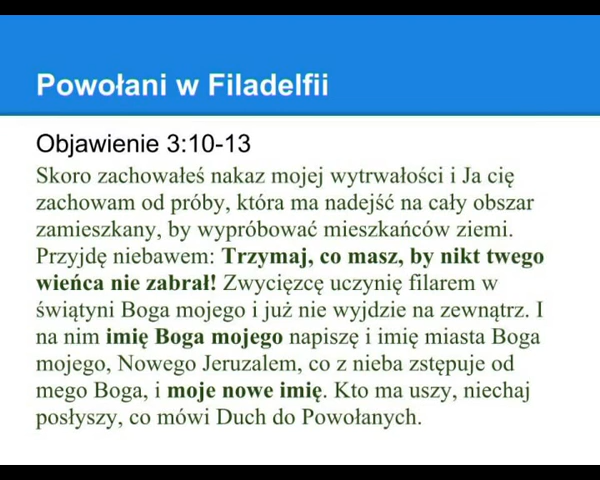 Powołani w Filadelfii
Objawienie 3:10-13
Skoro zachowałeś nakaz mojej wytrwałości i Ja cię
zachowam od próby, która ma nadejść na cały obszar
zamieszkany, by wypróbować mieszkańców ziemi.
Przyjdę niebawem: Trzymaj, co masz, by nikt twego
wieńca nie zabrał! Zwycięzcę uczynię filarem w
świątyni Boga mojego i już nie wyjdzie na zewnątrz. I
na nim imię Boga mojego napiszę i imię miasta Boga
mojego, Nowego Jeruzalem, co z nieba zstępuje od
mego Boga, i moje nowe imię. Kto ma uszy, niechaj
posłyszy, co mówi Duch do Powołanych.